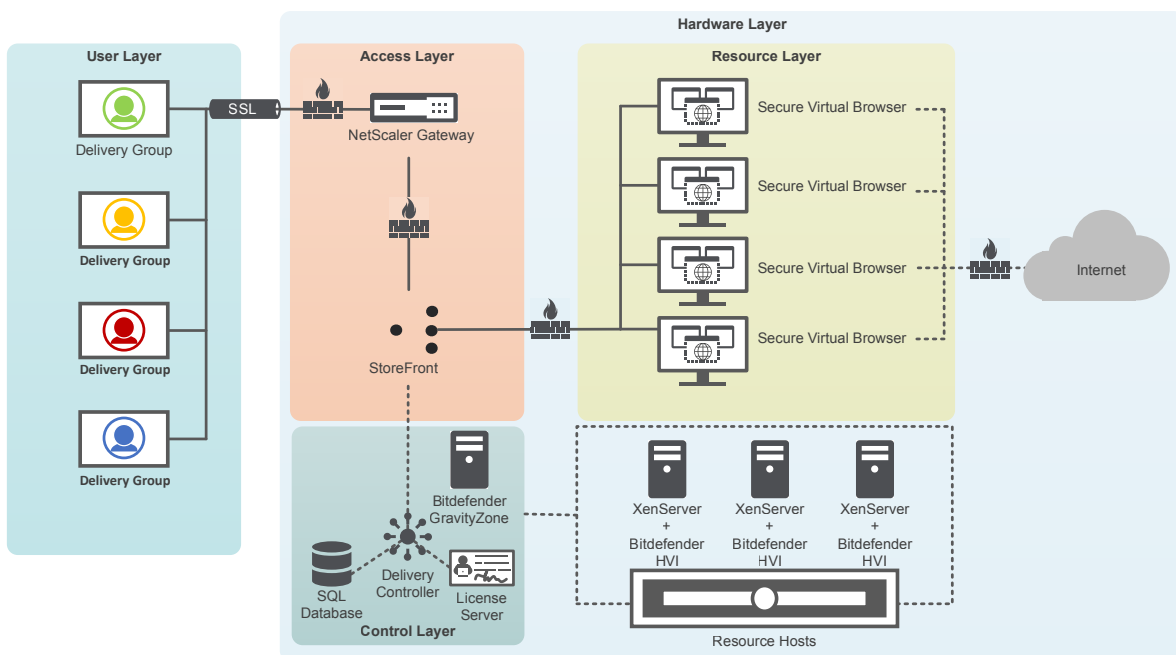 Hardware Layer
User Layer
Access Layer
Resource Layer
SSL
NetScaler Gateway
Delivery Group
Delivery Group
Delivery Group
Delivery Group
StoreFront
Secure Virtual Browser
Secure Virtual Browser
Secure Virtual Browser
Secure Virtual Browser
Internet
Bitdefender
GravityZone
Delivery
Controller
SQL
Database
License
Server
Control Layer
XenServer
+
Bitdefender
HVI
XenServer
+
Bitdefender
HVI
XenServer
+
Bitdefender
HVI
Resource Hosts